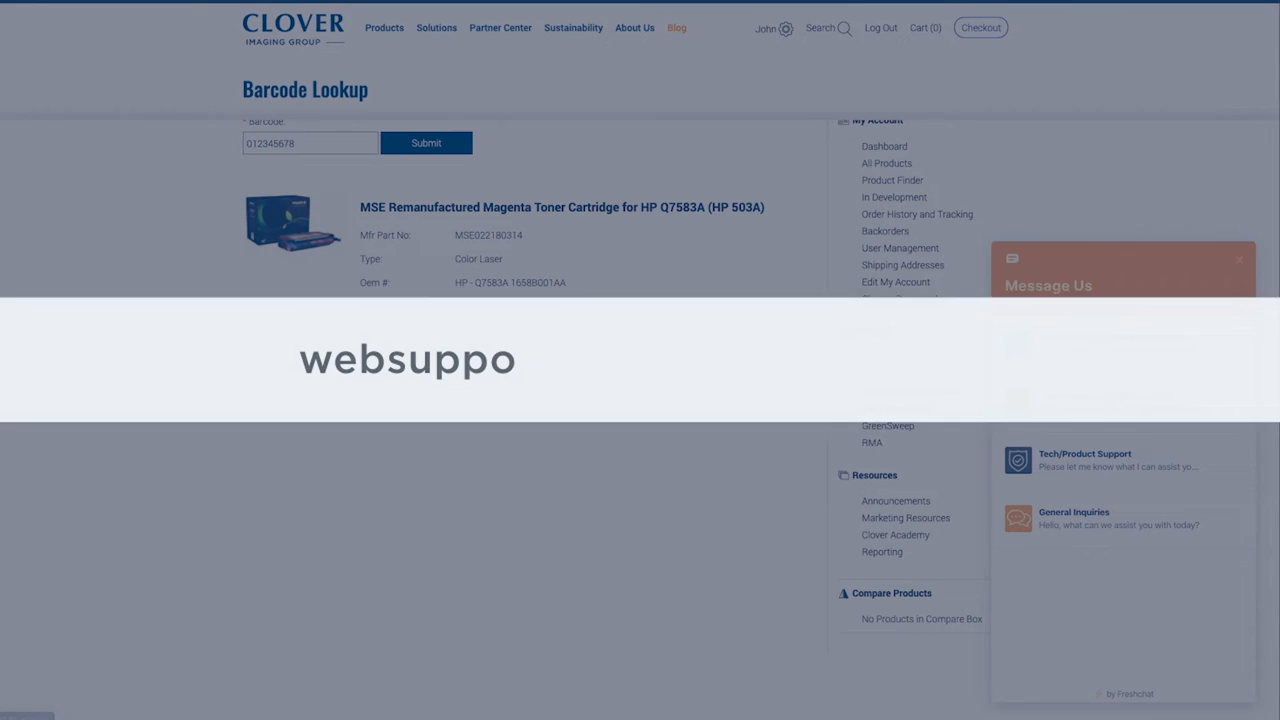 CLOVER
IMAGING GROUP
Products Solutions Partner Center Sustainability About Us Blog
John Search Log Out Cart (0) Checkout
Barcode Lookup
* Barcode:
012345678 Submit
MSE Remanufactured Magenta Toner Cartridge for HP Q7583A (HP 503A)
Mfr Part No: MSE022180314
Type: Color Laser
Oem #: HP - Q7583A 1658B001AA
websuppo
My Account
Dashboard
All Products
Product Finder
In Development
Order History and Tracking
Backorders
User Management
Shipping Addresses
Edit My Account
GreenSweep
RMA
Resources
Announcements
Marketing Resources
Clover Academy
Reporting
Compare Products
No Products in Compare Box
Message Us
Tech/Product Support
Please let me know what I can assist yo...
General Inquiries
Hello, what can we assist you with today?
by Freshchat